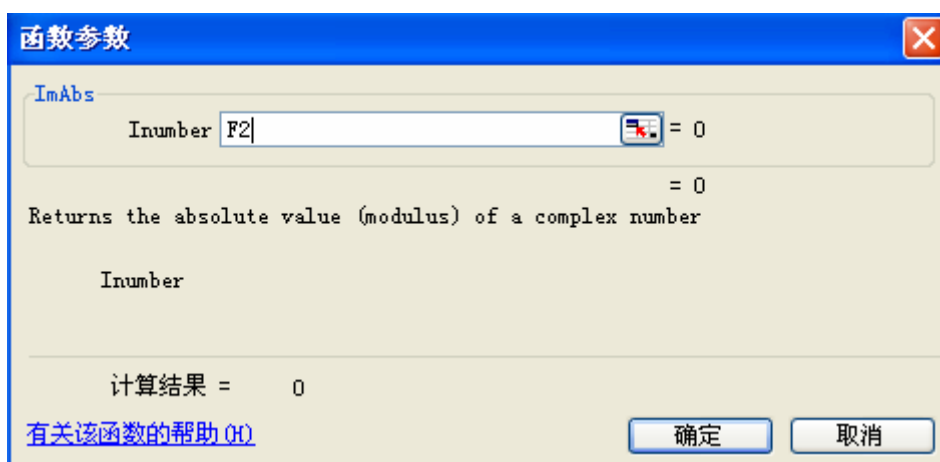 函数参数
ImAbs
Inumber F2 = 0
= 0
Returns the absolute value (modulus) of a complex number
Inumber
计算结果 = 0
有关该函数的帮助(H) 确定 取消